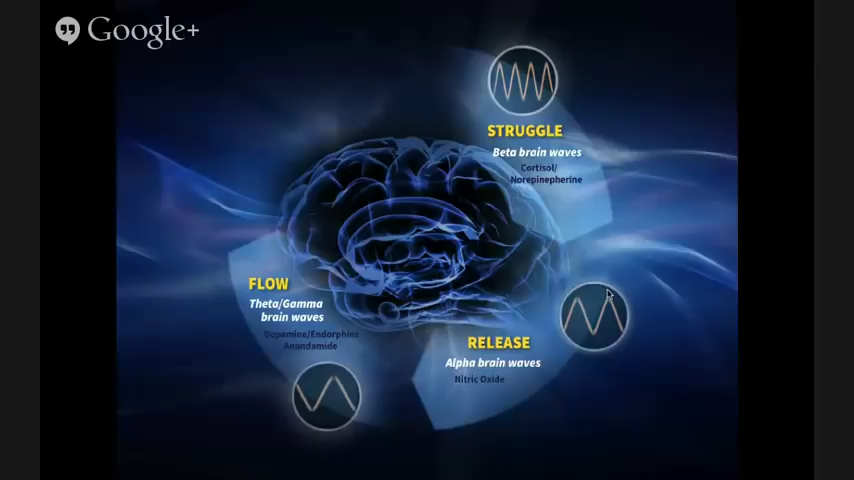 Google+
STRUGGLE
Beta brain waves
Cortisol/
Norepinepherine
FLOW
Theta/Gamma
brain waves
Dopamine/Endorphins
Anandamide
RELEASE
Alpha brain waves
Nitric Oxide